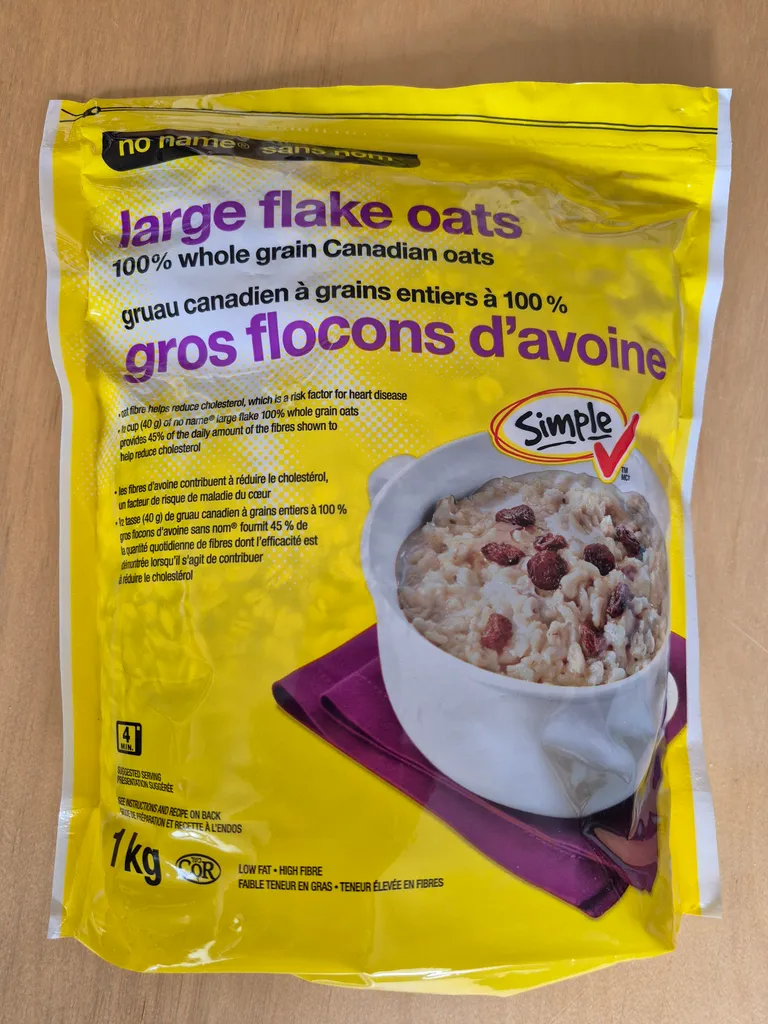 no name® sans nom
large flake oats
100% whole grain Canadian oats
gruau canadien à grains entiers à 100 %
gros flocons d'avoine
• oat fibre helps reduce cholesterol, which is a risk factor for heart disease
cup (40 g) of no name® large flake 100% whole grain oats
provides 45% of the daily amount of the fibres shown to
help reduce cholesterol
• les fibres d'avoine contribuent à réduire le cholestérol,
un facteur de risque de maladie du cœur
• 1/2 tasse (40 g) de gruau canadien à grains entiers à 100 %
gros flocons d'avoine sans nom® fournit 45 % de
la quantité quotidienne de fibres dont l'efficacité est
démontrée lorsqu'il s'agit de contribuer
à réduire le cholestérol
Simple
TM
MC
4
MIN.
SUGGESTED SERVING
PRÉSENTATION SUGGÉRÉE
SEE INSTRUCTIONS AND RECIPE ON BACK
DE PRÉPARATION ET RECETTE À L'ENDOS
1 kg
COR
LOW FAT • HIGH FIBRE
FAIBLE TENEUR EN GRAS • TENEUR ÉLEVÉE EN FIBRES